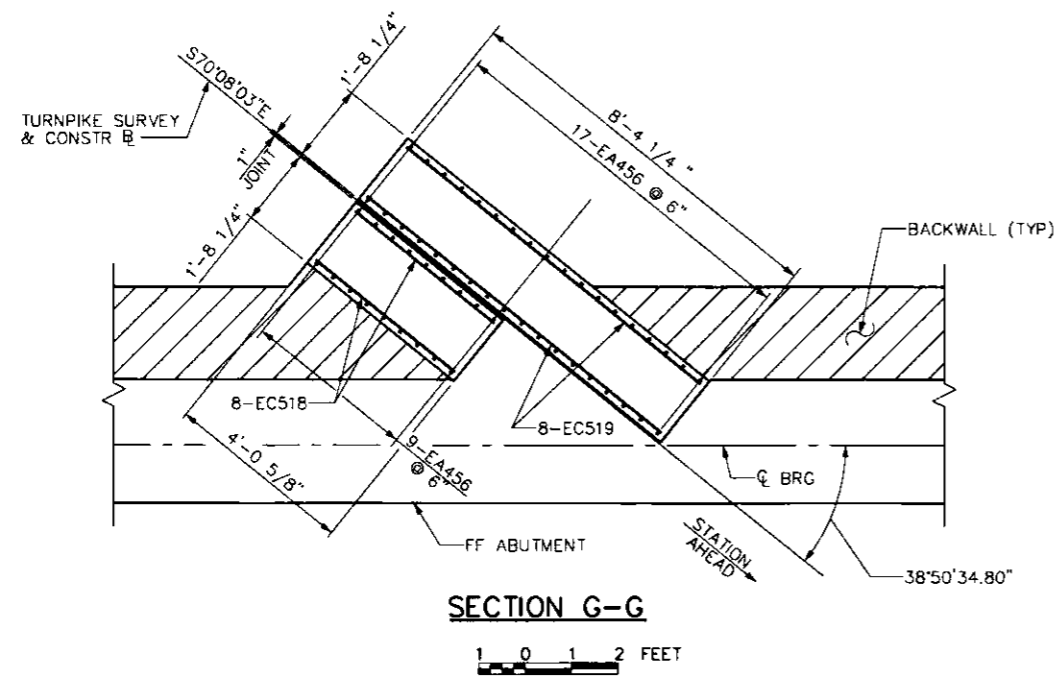 S70°08'03"E
TURNPIKE SURVEY
& CONSTR BL
1"
JOINT
1'-8 1/4"
1'-8 1/4"
8'-4 1/4 "
17-EA456 @ 6"
BACKWALL (TYP)
8-EC518
8-EC519
4'-0 5/8"
9-EA456
@ 6"
CL BRG
STATION
AHEAD
FF ABUTMENT
38°50'34.80"
SECTION G-G
1 0 1 2 FEET